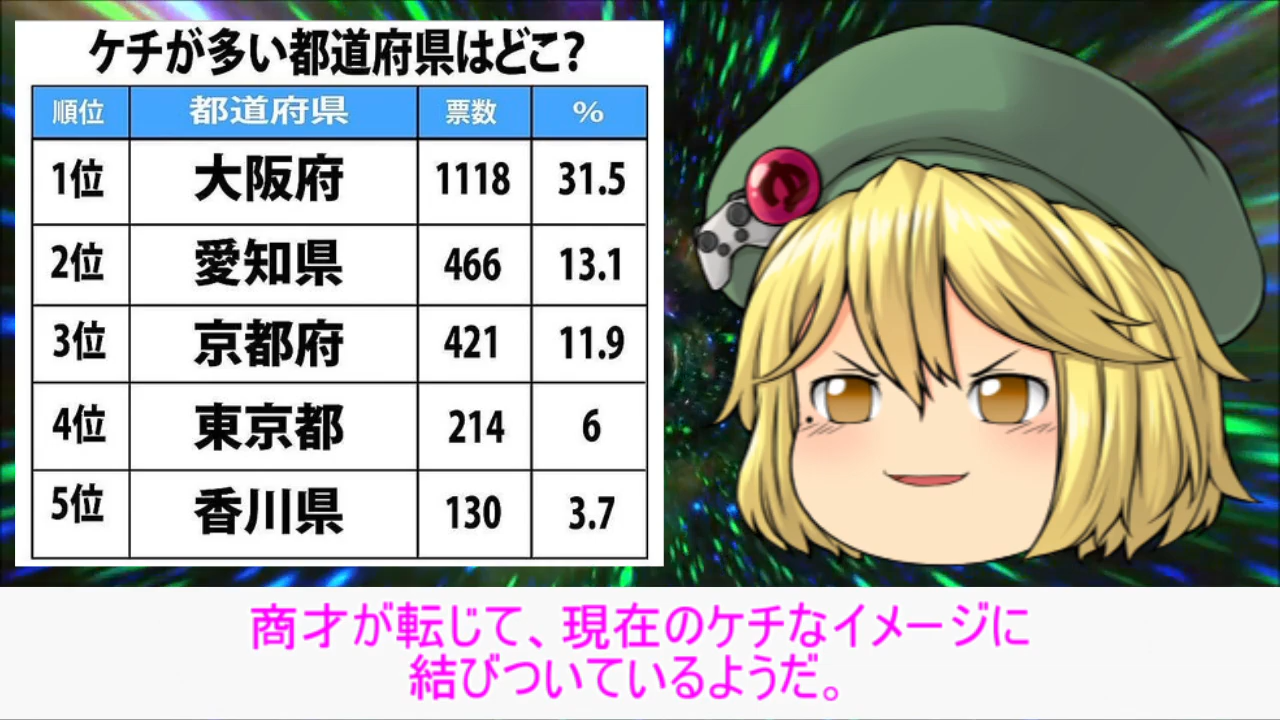 ケチが多い都道府県はどこ?
順位 都道府県 票数 %
1位 大阪府 1118 31.5
2位 愛知県 466 13.1
3位 京都府 421 11.9
4位 東京都 214 6
5位 香川県 130 3.7
商才が転じて、現在のケチなイメージに
結びついているようだ。